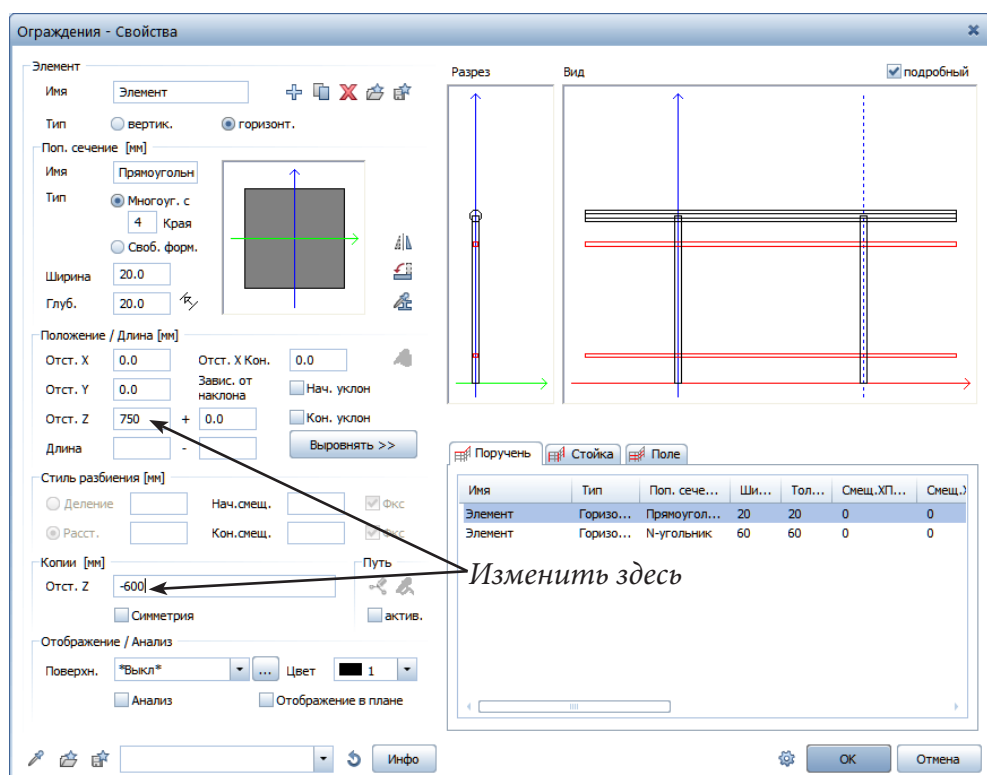 Ограждения - Свойства
Элемент
Имя Элемент
Тип вертик. горизонт.
Поп. сечение [мм]
Имя Прямоугольн
Тип Многоуг. с
4 Края
Своб. форм.
Ширина 20.0
Глуб. 20.0
Положение / Длина [мм]
Отст. X 0.0 Отст. X Кон. 0.0
Отст. Y 0.0 Завис. от наклона Нач. уклон
Отст. Z 750 + 0.0 Кон. уклон
Длина - Выровнять >>
Стиль разбиения [мм]
Деление Нач.смещ. Фкс
Расст. Кон.смещ. Фкс
Копии [мм] Путь
Отст. Z -600
Симметрия актив.
Отображение / Анализ
Поверхн. *Выкл* ... Цвет 1
Анализ Отображение в плане
Инфо
Разрез Вид подробный
Поручень Стойка Поле
Имя Тип Поп. сече... Ши... Тол... Смещ.XП... Смещ.
Элемент Горизо... Прямоугол... 20 20 0 0
Элемент Горизо... N-угольник 60 60 0 0
Изменить здесь
OK Отмена